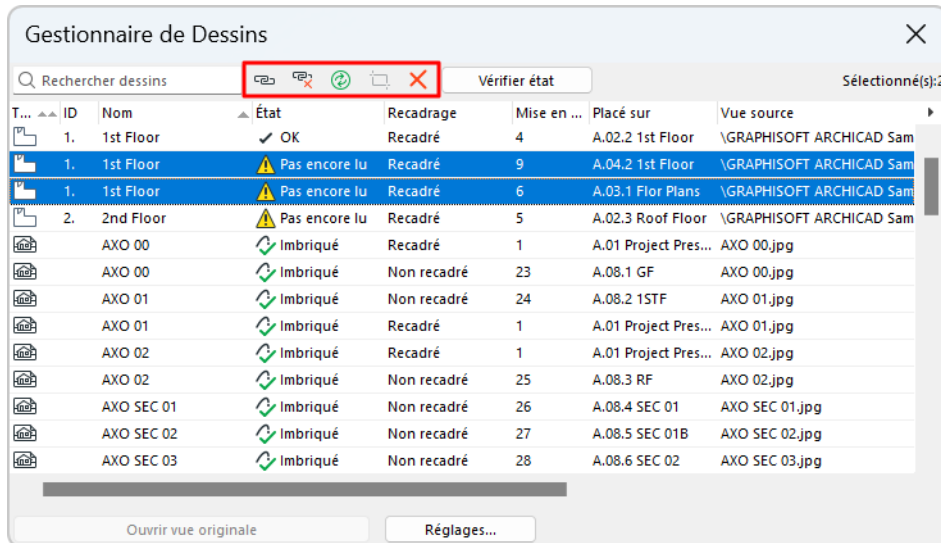 Gestionnaire de Dessins
Rechercher dessins Vérifier état Sélectionné(s):2
T... ID Nom État Recadrage Mise en ... Placé sur Vue source
1. 1st Floor OK Recadré 4 A.02.2 1st Floor \GRAPHISOFT ARCHICAD Sam
1. 1st Floor Pas encore lu Recadré 9 A.04.2 1st Floor \GRAPHISOFT ARCHICAD Sam
1. 1st Floor Pas encore lu Recadré 6 A.03.1 Flor Plans \GRAPHISOFT ARCHICAD Sam
2. 2nd Floor Pas encore lu Recadré 5 A.02.3 Roof Floor \GRAPHISOFT ARCHICAD Sam
AXO 00 Imbriqué Recadré 1 A.01 Project Pres... AXO 00.jpg
AXO 00 Imbriqué Non recadré 23 A.08.1 GF AXO 00.jpg
AXO 01 Imbriqué Non recadré 24 A.08.2 1STF AXO 01.jpg
AXO 01 Imbriqué Recadré 1 A.01 Project Pres... AXO 01.jpg
AXO 02 Imbriqué Recadré 1 A.01 Project Pres... AXO 02.jpg
AXO 02 Imbriqué Non recadré 25 A.08.3 RF AXO 02.jpg
AXO SEC 01 Imbriqué Non recadré 26 A.08.4 SEC 01 AXO SEC 01.jpg
AXO SEC 02 Imbriqué Non recadré 27 A.08.5 SEC 01B AXO SEC 02.jpg
AXO SEC 03 Imbriqué Non recadré 28 A.08.6 SEC 02 AXO SEC 03.jpg
Ouvrir vue originale Réglages...